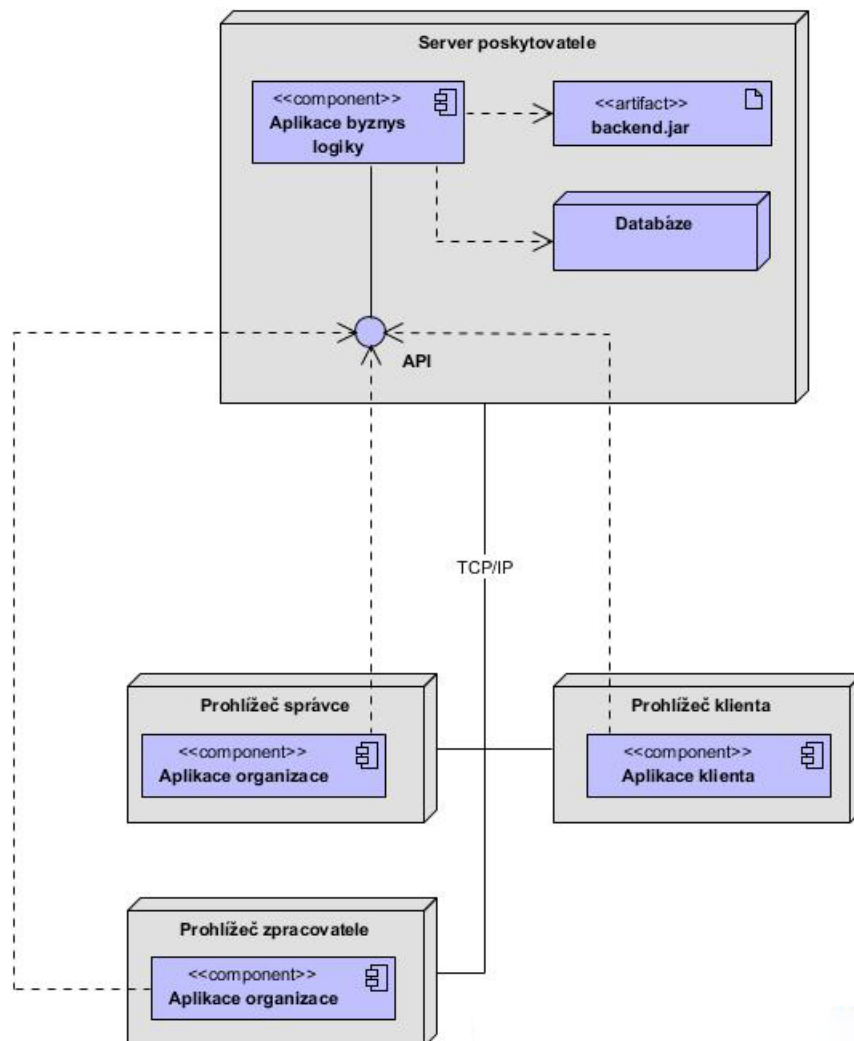 Server poskytovatele
<<component>>
Aplikace byznys
logiky
<<artifact>>
backend.jar
Databáze
API
TCP/IP
Prohlížeč správce
<<component>>
Aplikace organizace
Prohlížeč klienta
<<component>>
Aplikace klienta
Prohlížeč zpracovatele
<<component>>
Aplikace organizace